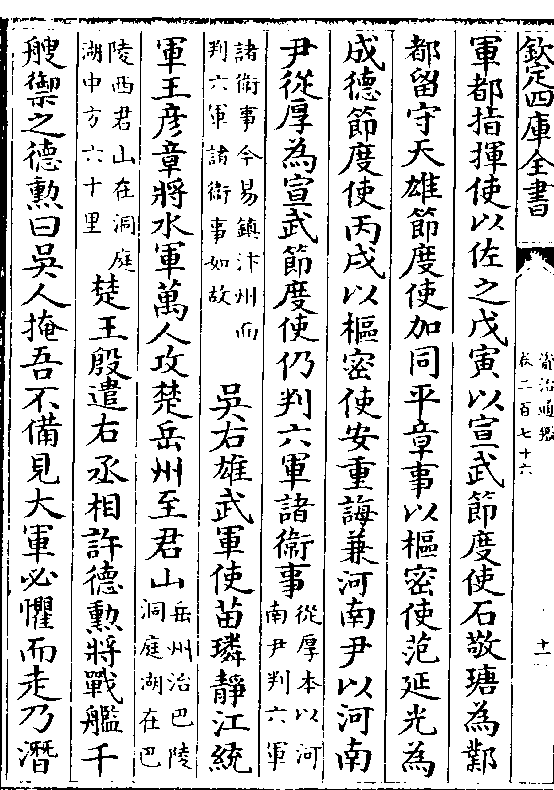 欽定四庫全書
資治通鑑
卷二百七十六
十一
軍都指揮使以佐之戊寅以宣武節度使石敬瑭為鄴
都留守天雄節度使加同平章事以樞密使范延光為
成德節度使丙戌以樞密使安重誨兼河南尹以河南
尹從厚為宣武節度使仍判六軍諸衞事
從厚本以河
南尹判六軍
諸衞事今易鎮汴州而
判六軍諸衞事如故
吳右雄武軍使苗璘靜江統
軍王彦章將水軍萬人攻楚岳州至君山
岳州治巴陵
洞庭湖在巴
陵西君山在洞庭
湖中方六十里
楚王殷遣右丞相許德勲將戰艦千
艘禦之德勲曰吳人掩吾不備見大軍必懼而走乃潛